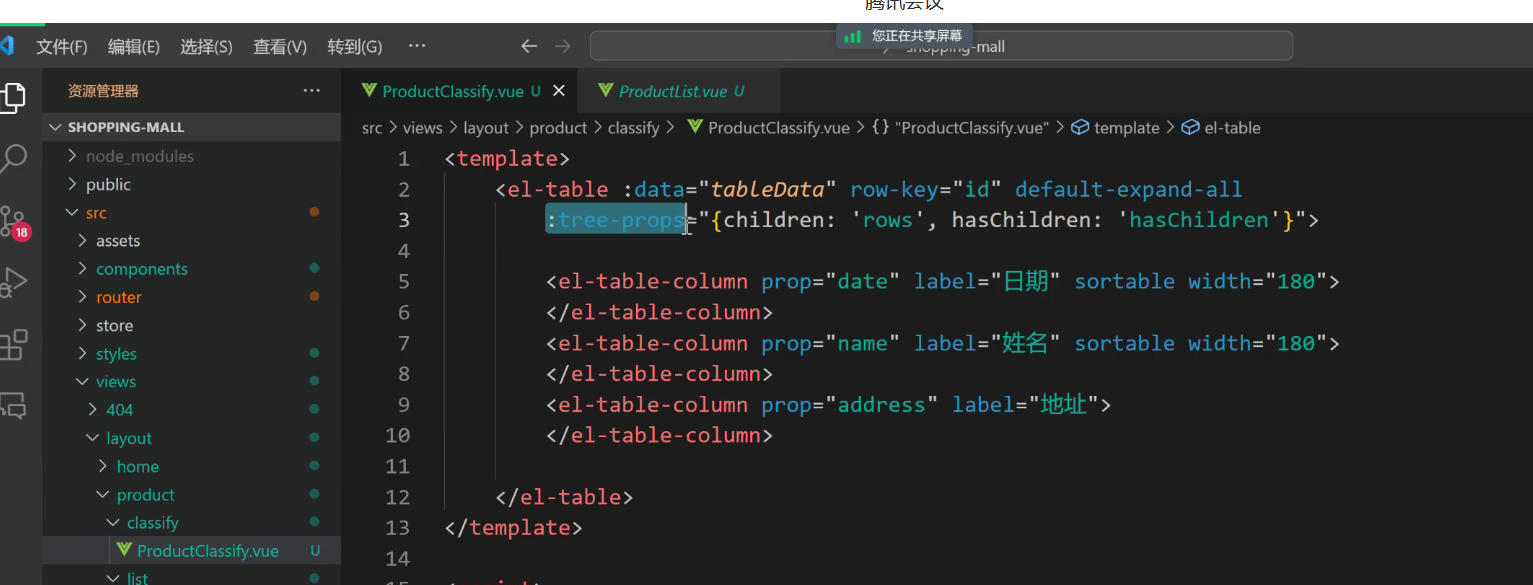 腾讯会议
文件(F) 编辑(E) 选择(S) 查看(V) 转到(G) ··· ← → shopping-mall
您正在共享屏幕
资源管理器 ···
SHOPPING-MALL
node_modules
public
src
assets
components
router
store
styles
views
404
layout
home
product
classify
ProductClassify.vue U
list
18
ProductClassify.vue U × ProductList.vue U
src > views > layout > product > classify > ProductClassify.vue > {} "ProductClassify.vue" > template > el-table
1 <template>
2 <el-table :data="tableData" row-key="id" default-expand-all
3 :tree-props="{children: 'rows', hasChildren: 'hasChildren'}">
4
5 <el-table-column prop="date" label="日期" sortable width="180">
6 </el-table-column>
7 <el-table-column prop="name" label="姓名" sortable width="180">
8 </el-table-column>
9 <el-table-column prop="address" label="地址">
10 </el-table-column>
11
12 </el-table>
13 </template>
14